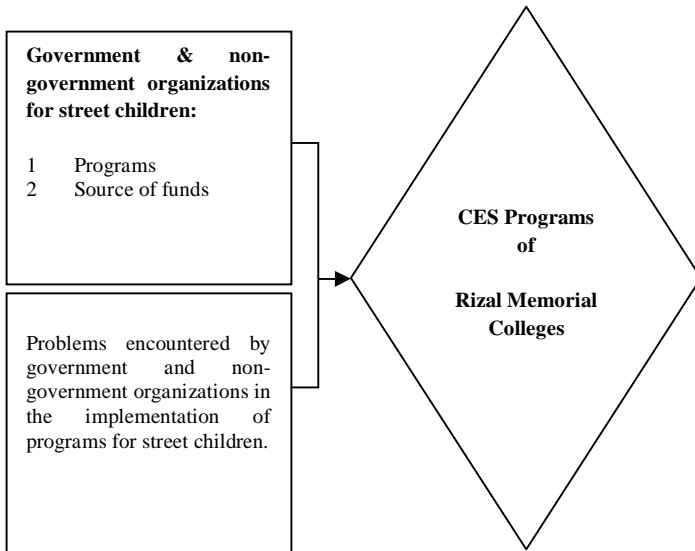 Government & non-
government organizations
for street children:
1 Programs
2 Source of funds
Problems encountered by
government and non-
government organizations in
the implementation of
programs for street children.
CES Programs
of
Rizal Memorial
Colleges